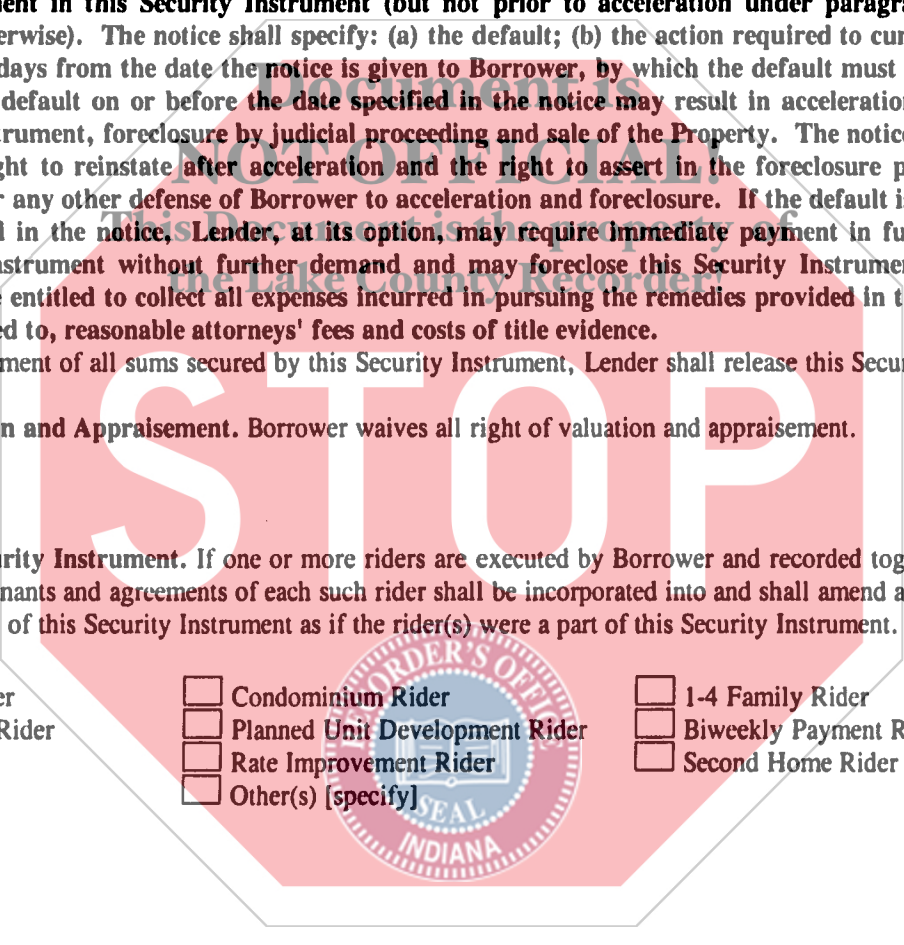 ment in this Security Instrument (but not prior to acceleration under paragra
erwise). The notice shall specify: (a) the default; (b) the action required to cur
days from the date the notice is given to Borrower, by which the default must
Document is
default on or before the date specified in the notice may result in acceleration
trument, foreclosure by judicial proceeding and sale of the Property. The notice
NOT OFFICIAL!
ght to reinstate after acceleration and the right to assert in the foreclosure p
r any other defense of Borrower to acceleration and foreclosure. If the default is
This Document is the property of
d in the notice, Lender, at its option, may require immediate payment in fu
nstrument without further demand and may foreclose this Security Instrumen
the Lake County Recorder!
e entitled to collect all expenses incurred in pursuing the remedies provided in t
ed to, reasonable attorneys' fees and costs of title evidence.
ment of all sums secured by this Security Instrument, Lender shall release this Secur
STOP
n and Appraisement. Borrower waives all right of valuation and appraisement.
urity Instrument. If one or more riders are executed by Borrower and recorded tog
nants and agreements of each such rider shall be incorporated into and shall amend a
of this Security Instrument as if the rider(s) were a part of this Security Instrument.
er
Rider
Condominium Rider
Planned Unit Development Rider
Rate Improvement Rider
Other(s) [specify]
1-4 Family Rider
Biweekly Payment R
Second Home Rider
RECORDER'S OFFICE
SEAL
INDIANA